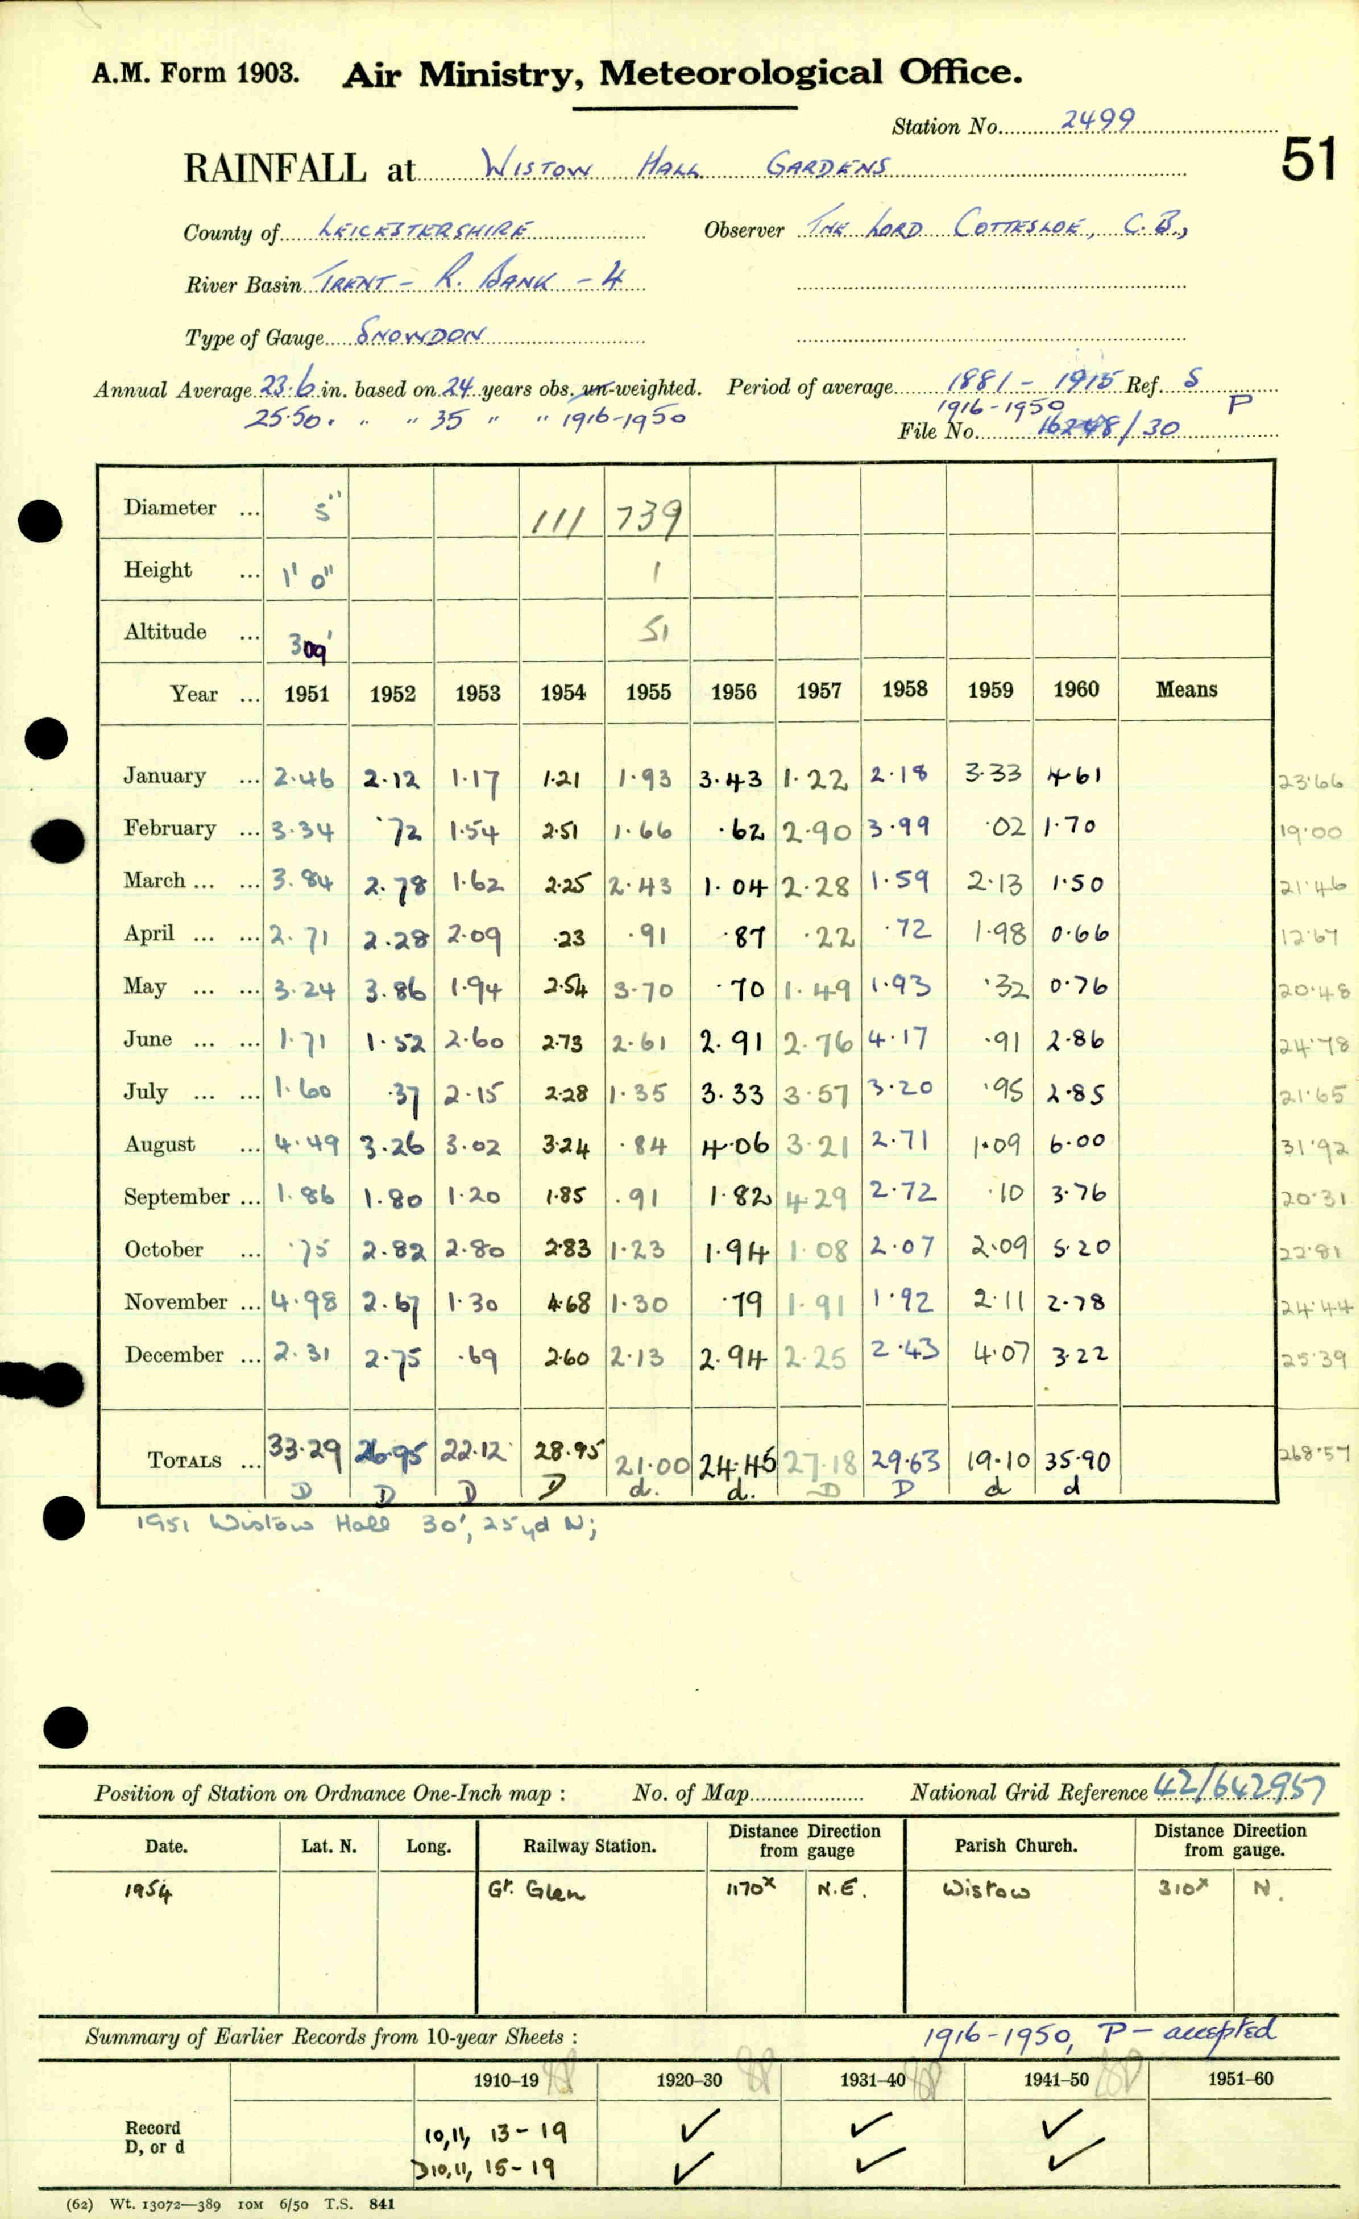 A.M. Form 1903. Air Ministry, Meteorological Office.
Station No. 2499
51
RAINFALL at WISTOW HALL GARDENS
County of LEICESTERSHIRE Observer THE LORD COTTESLOE, C.B.,
River Basin TRENT - R. BANK - 4
Type of Gauge SNOWDON
Annual Average 23.6 in. based on 24 years obs. un-weighted. Period of average 1881 - 1915 Ref. S
25.50. " " 35 " " 1916-1950 1916-1950 P
File No. 16248/30
Diameter ... 5" 111 739
Height ... 1' 0" 1
Altitude ... 309' 51
Year ... 1951 1952 1953 1954 1955 1956 1957 1958 1959 1960 Means
January ... 2.46 2.12 1.17 1.21 1.93 3.43 1.22 2.18 3.33 4.61 23.66
February ... 3.34 .72 1.54 2.51 1.66 .62 2.90 3.99 .02 1.70 19.00
March ... ... 3.84 2.78 1.62 2.25 2.43 1.04 2.28 1.59 2.13 1.50 21.46
April ... ... 2.71 2.28 2.09 .23 .91 .87 .22 .72 1.98 0.66 12.67
May ... ... 3.24 3.86 1.94 2.54 3.70 .70 1.49 1.93 .32 0.76 20.48
June ... ... 1.71 1.52 2.60 2.73 2.61 2.91 2.76 4.17 .91 2.86 24.78
July ... ... 1.60 .37 2.15 2.28 1.35 3.33 3.57 3.20 .95 2.85 21.65
August ... 4.49 3.26 3.02 3.24 .84 4.06 3.21 2.71 1.09 6.00 31.92
September ... 1.86 1.80 1.20 1.85 .91 1.82 4.29 2.72 .10 3.76 20.31
October ... .75 2.82 2.80 2.83 1.23 1.94 1.08 2.07 2.09 5.20 22.81
November ... 4.98 2.67 1.30 4.68 1.30 .79 1.91 1.92 2.11 2.78 24.44
December ... 2.31 2.75 .69 2.60 2.13 2.94 2.25 2.43 4.07 3.22 25.39
TOTALS ... 33.29 26.95 22.12 28.95 21.00 24.45 27.18 29.63 19.10 35.90 268.57
D D D D d. d. D D d d
1951 Wistow Hall 30', 25yd N;
Position of Station on Ordnance One-Inch map : No. of Map National Grid Reference 42/642957
Date. Lat. N. Long. Railway Station. Distance from gauge Direction Parish Church. Distance from gauge. Direction
1954 Gt. Glen 1170x N.E. Wistow 310x N.
Summary of Earlier Records from 10-year Sheets : 1916-1950, P - accepted
1910–19 1920–30 1931–40 1941–50 1951–60
Record 10,11, 13-19 ✓ ✓ ✓
D, or d D10,11, 15-19 ✓ ✓ ✓
(62) Wt. 13072—389 10M 6/50 T.S. 841